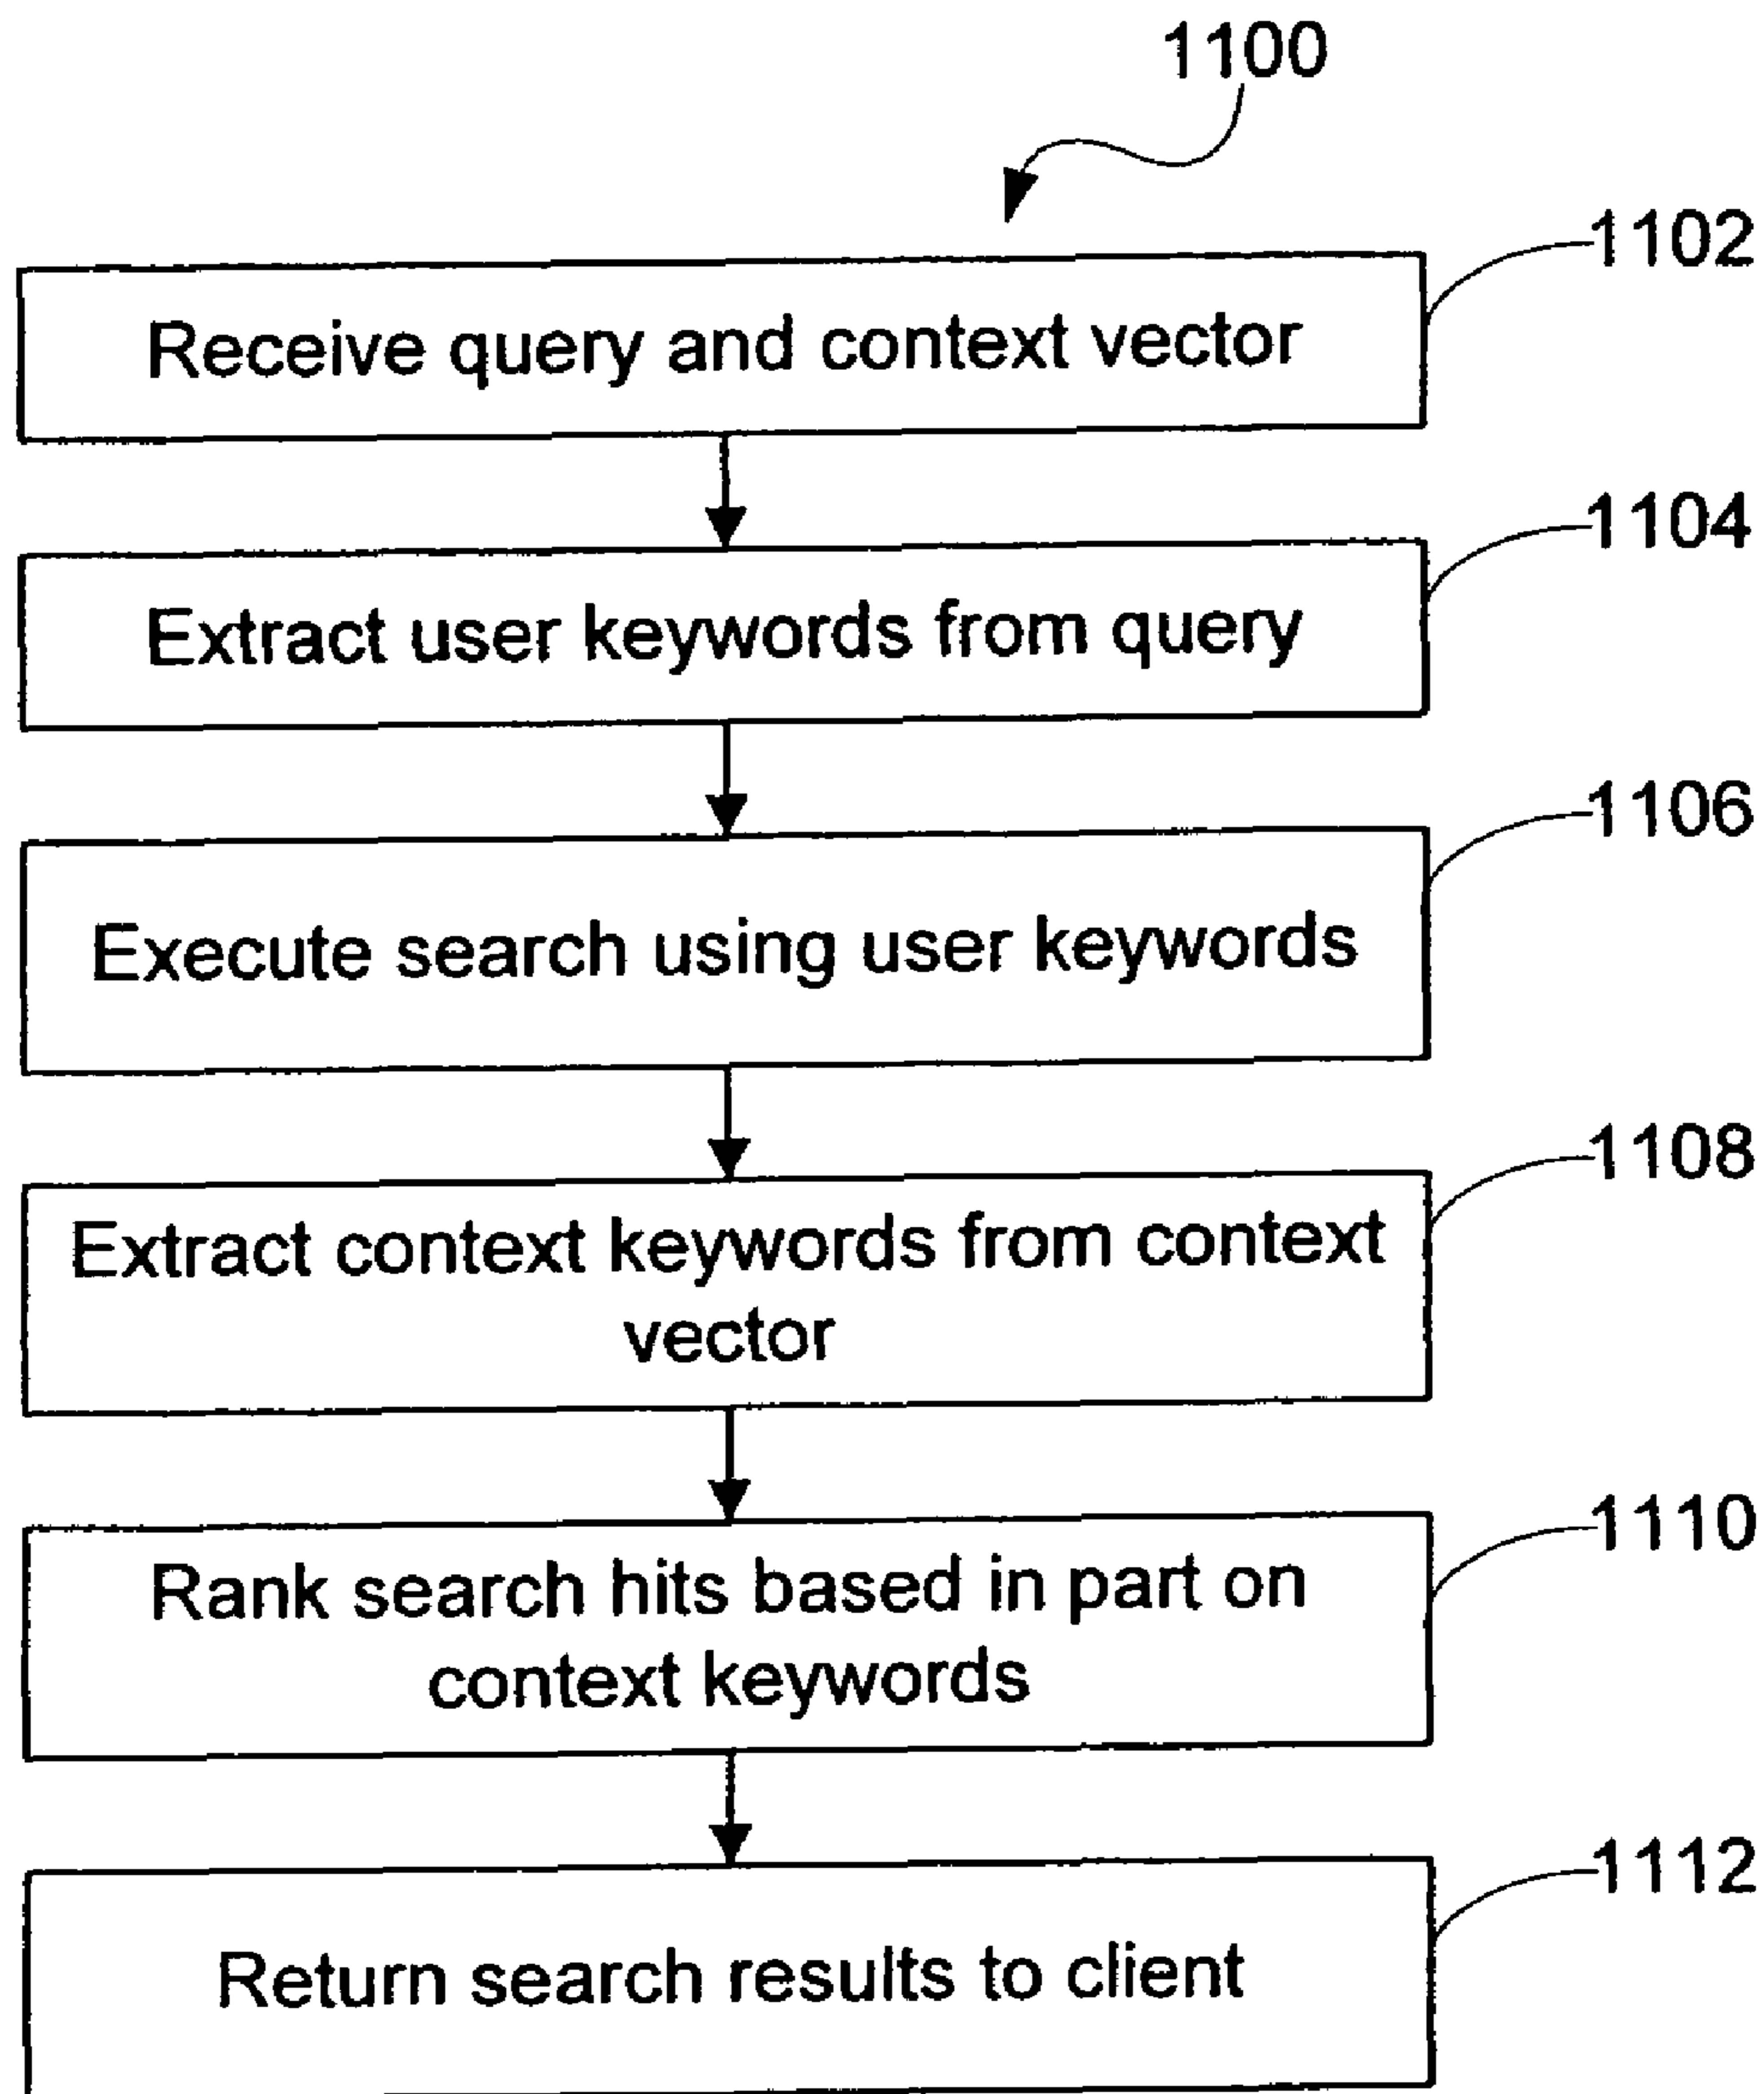 1100
1102
Receive query and context vector
1104
Extract user keywords from query
1106
Execute search using user keywords
1108
Extract context keywords from context
vector
1110
Rank search hits based in part on
context keywords
1112
Return search results to client